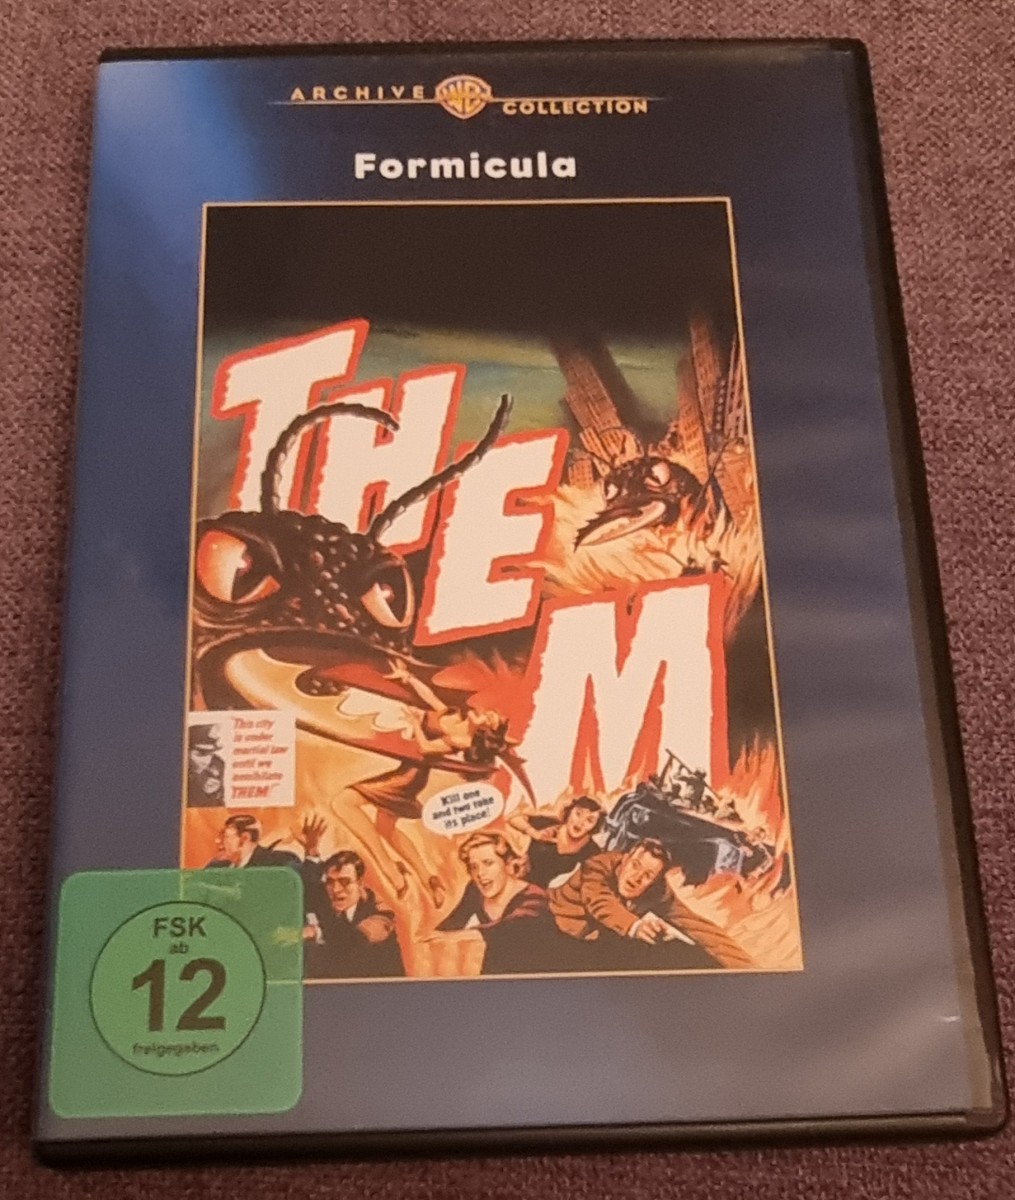 ARCHIVE WB COLLECTION
Formicula
THEM
"This city
is under
martial law
until we
annihilate
THEM!"
Kill one
and two take
its place!
FSK
ab
12
freigegeben